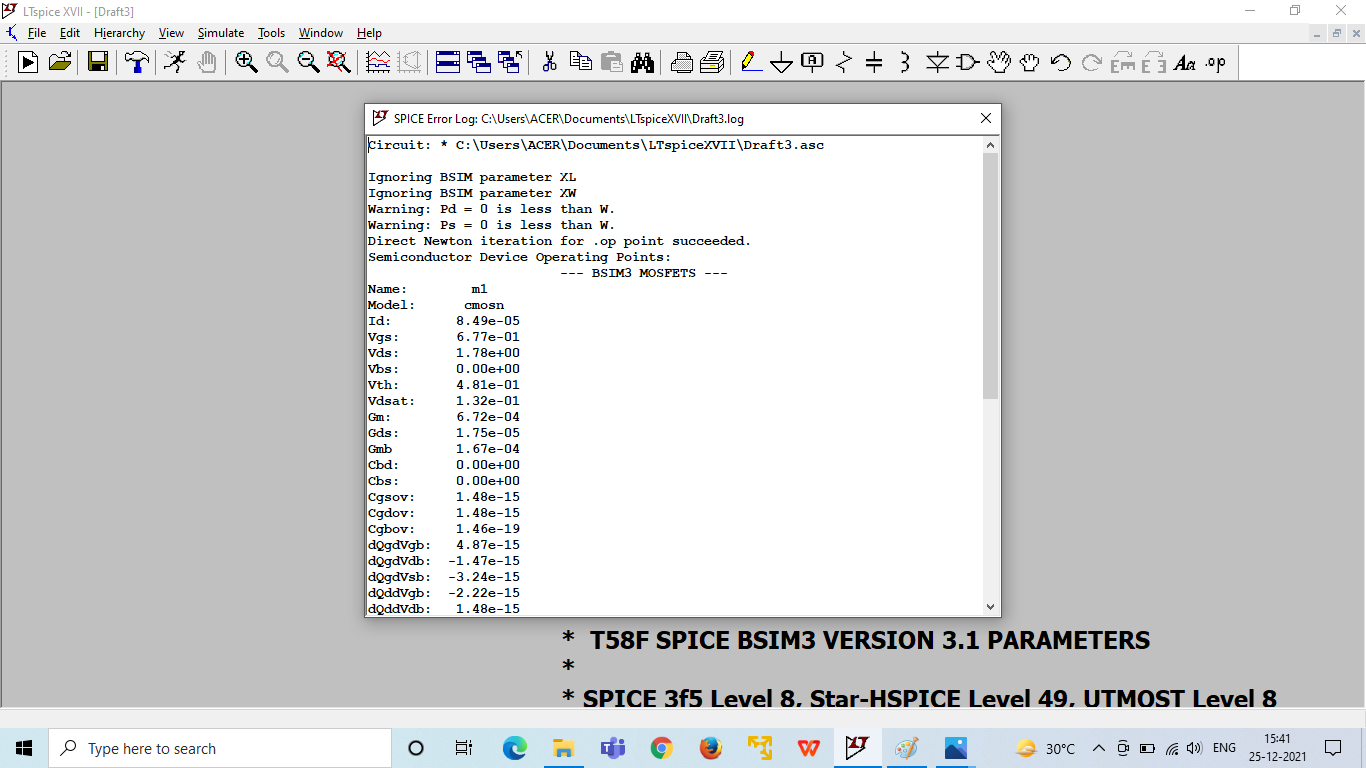 LTspice XVII - [Draft3]
File Edit Hierarchy View Simulate Tools Window Help
Aa .op
SPICE Error Log: C:\Users\ACER\Documents\LTspiceXVII\Draft3.log
Circuit: * C:\Users\ACER\Documents\LTspiceXVII\Draft3.asc
Ignoring BSIM parameter XL
Ignoring BSIM parameter XW
Warning: Pd = 0 is less than W.
Warning: Ps = 0 is less than W.
Direct Newton iteration for .op point succeeded.
Semiconductor Device Operating Points:
--- BSIM3 MOSFETS ---
Name: m1
Model: cmosn
Id: 8.49e-05
Vgs: 6.77e-01
Vds: 1.78e+00
Vbs: 0.00e+00
Vth: 4.81e-01
Vdsat: 1.32e-01
Gm: 6.72e-04
Gds: 1.75e-05
Gmb 1.67e-04
Cbd: 0.00e+00
Cbs: 0.00e+00
Cgsov: 1.48e-15
Cgdov: 1.48e-15
Cgbov: 1.46e-19
dQgdVgb: 4.87e-15
dQgdVdb: -1.47e-15
dQgdVsb: -3.24e-15
dQddVgb: -2.22e-15
dQddVdb: 1.48e-15
* T58F SPICE BSIM3 VERSION 3.1 PARAMETERS
*
* SPICE 3f5 Level 8, Star-HSPICE Level 49, UTMOST Level 8
Type here to search
30°C
ENG
15:41
25-12-2021